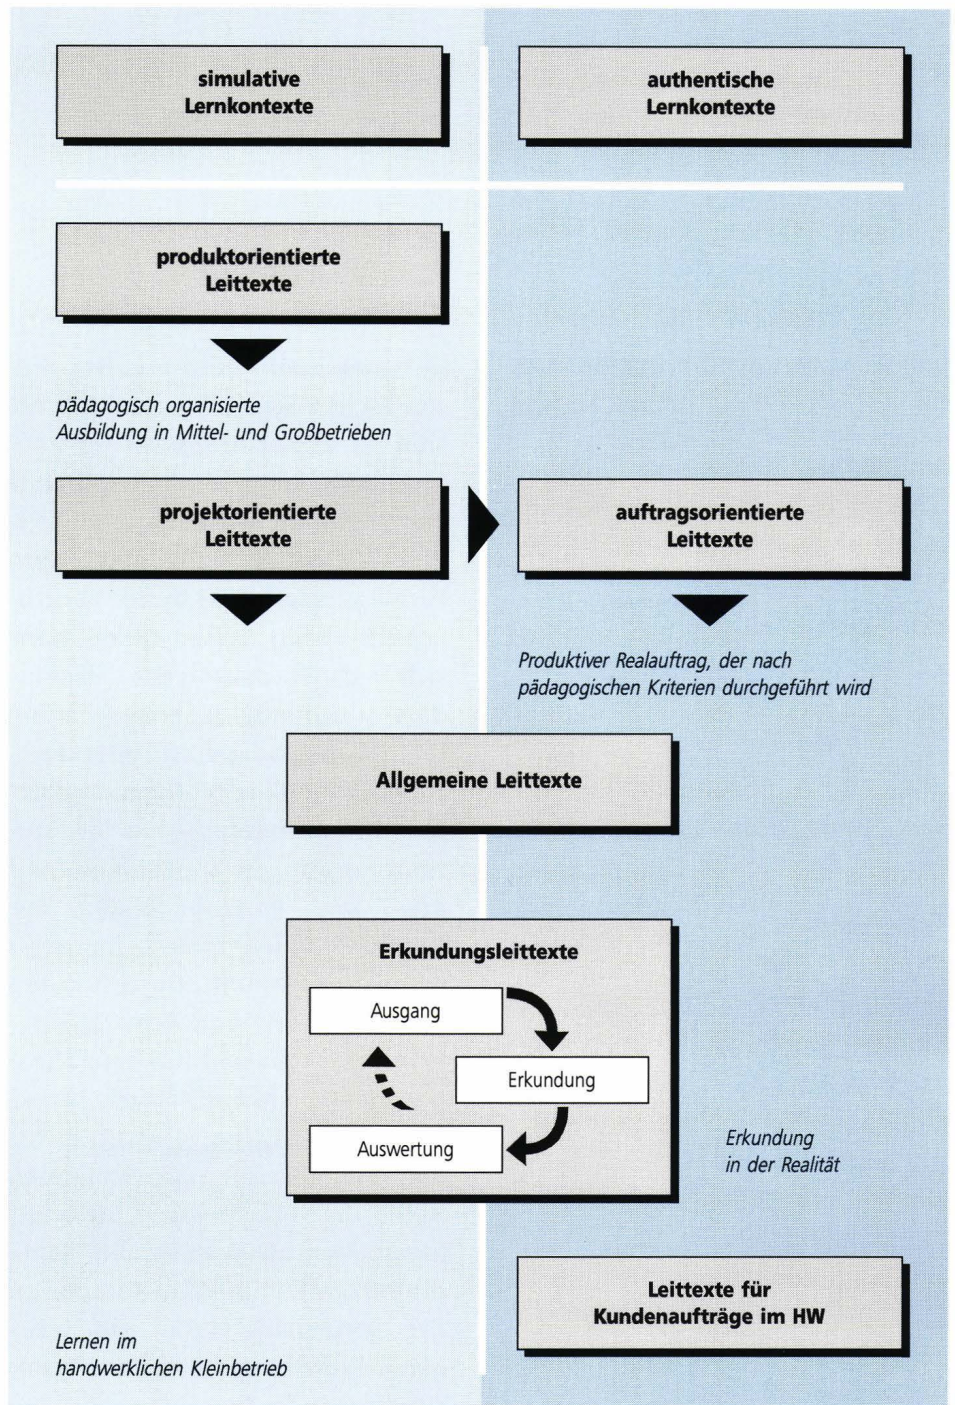 simulative
Lernkontexte
authentische
Lernkontexte
produktorientierte
Leittexte
pädagogisch organisierte
Ausbildung in Mittel- und Großbetrieben
projektorientierte
Leittexte
auftragsorientierte
Leittexte
Produktiver Realauftrag, der nach
pädagogischen Kriterien durchgeführt wird
Allgemeine Leittexte
Erkundungsleittexte
Ausgang
Erkundung
Auswertung
Erkundung
in der Realität
Leittexte für
Kundenaufträge im HW
Lernen im
handwerklichen Kleinbetrieb